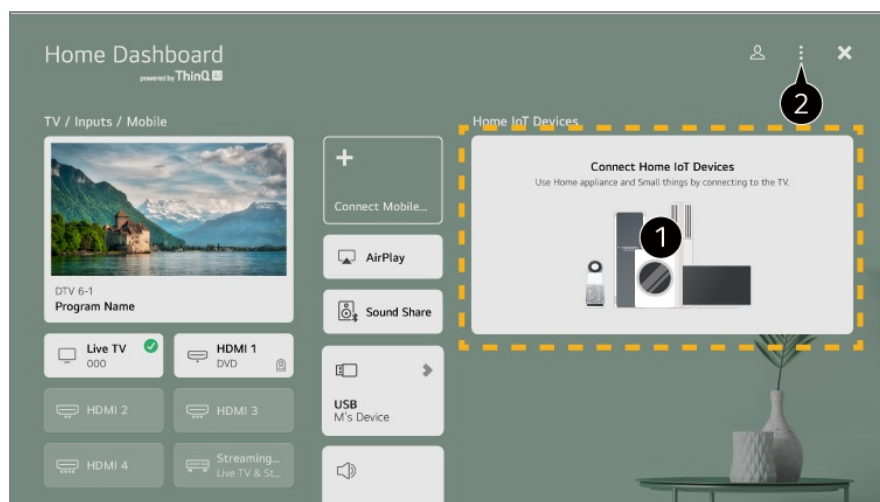 Home Dashboard
powered by ThinQ AI
2
TV / Inputs / Mobile
Home IoT Devices
Connect Mobile...
AirPlay
Sound Share
Connect Home IoT Devices
Use Home appliance and Small things by connecting to the TV.
1
DTV 6-1
Program Name
Live TV
000
HDMI 1
DVD
USB
M's Device
HDMI 2
HDMI 3
HDMI 4
Streaming...
Live TV & St...